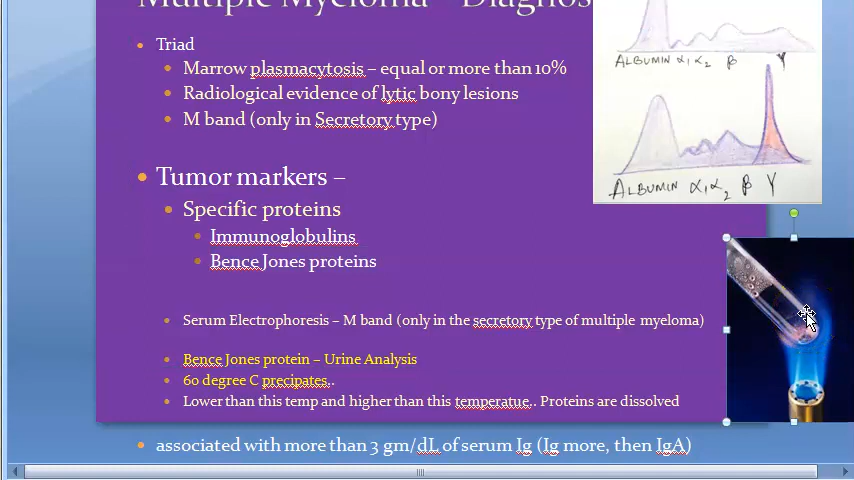 Multiple Myeloma – Diagnos
Triad
Marrow plasmacytosis – equal or more than 10%
Radiological evidence of lytic bony lesions
M band (only in Secretory type)
Tumor markers –
Specific proteins
Immunoglobulins
Bence Jones proteins
Serum Electrophoresis – M band (only in the secretory type of multiple myeloma)
Bence Jones protein – Urine Analysis
60 degree C precipates..
Lower than this temp and higher than this temperatue.. Proteins are dissolved
associated with more than 3 gm/dL of serum Ig (Ig more, then IgA)
ALBUMIN α1 α2 β γ
ALBUMIN α1 α2 β γ